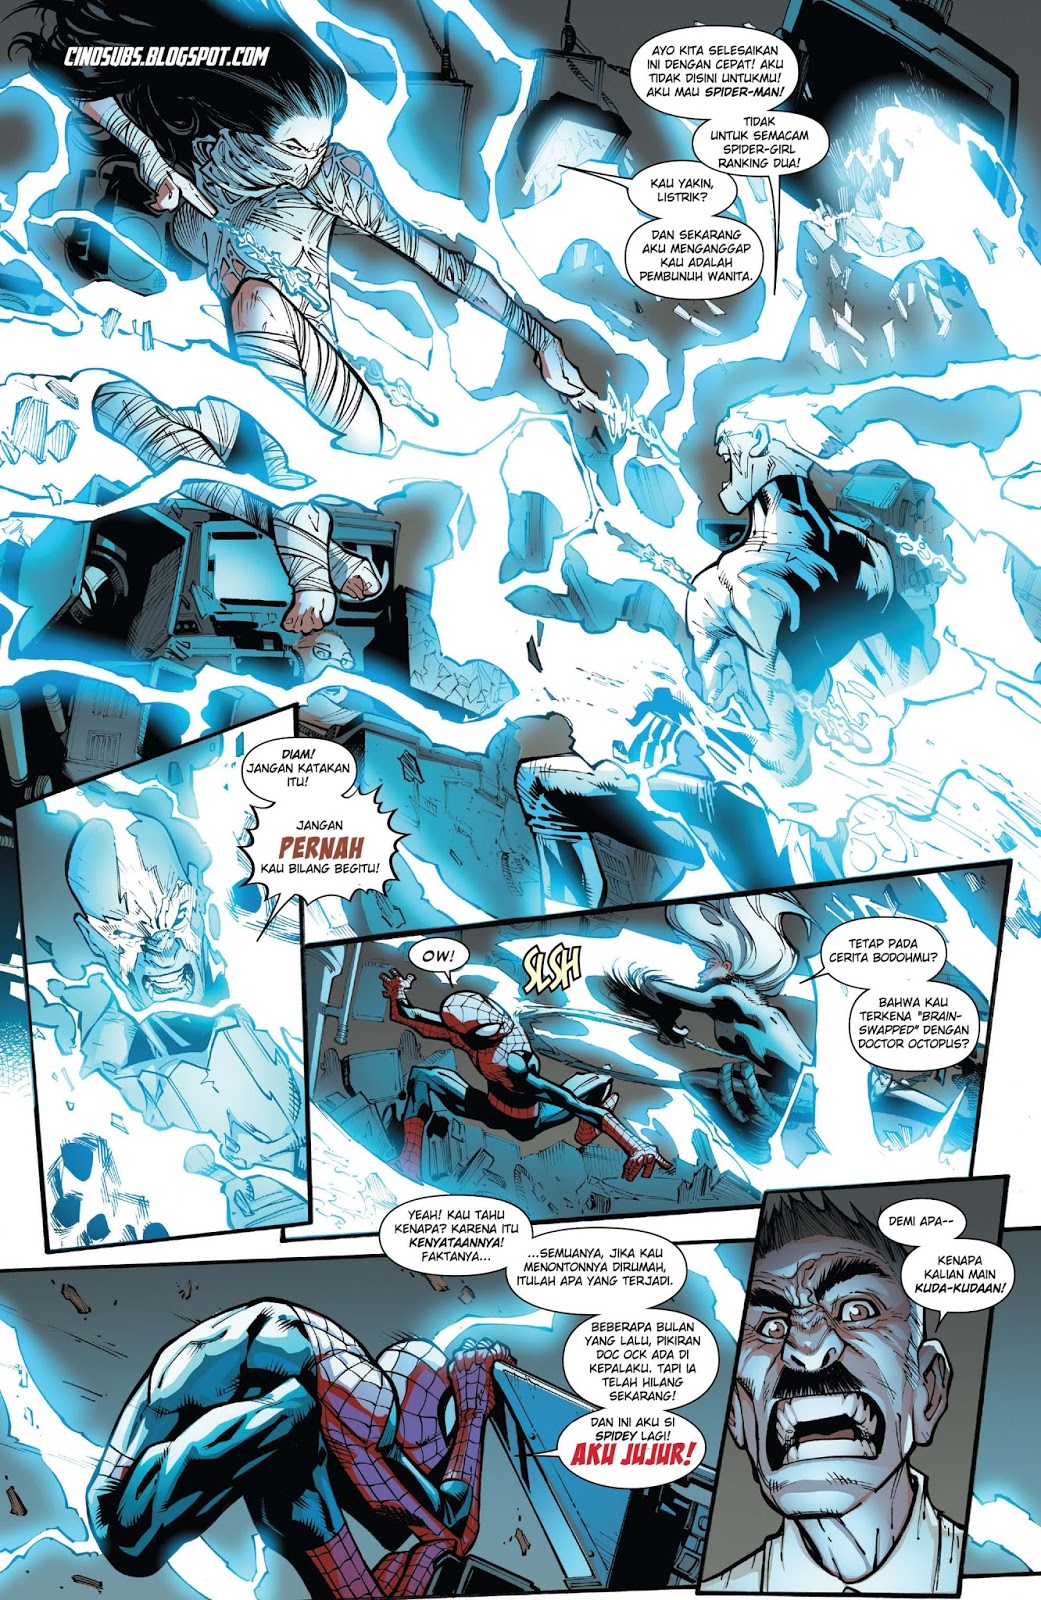 CINOSUBS.BLOGSPOT.COM
AYO KITA SELESAIKAN
INI DENGAN CEPAT! AKU
TIDAK DISINI UNTUKMU!
AKU MAU SPIDER-MAN!
TIDAK
UNTUK SEMACAM
SPIDER-GIRL
RANKING DUA!
KAU YAKIN,
LISTRIK?
DAN SEKARANG
AKU MENGANGGAP
KAU ADALAH
PEMBUNUH WANITA.
DIAM!
JANGAN KATAKAN
ITU!
JANGAN
PERNAH
KAU BILANG BEGITU!
OW!
SLSH
TETAP PADA
CERITA BODOHMU?
BAHWA KAU
TERKENA "BRAIN-
SWAPPED" DENGAN
DOCTOR OCTOPUS?
YEAH! KAU TAHU
KENAPA? KARENA ITU
KENYATAANNYA!
FAKTANYA...
...SEMUANYA, JIKA KAU
MENONTONNYA DIRUMAH,
ITULAH APA YANG TERJADI.
BEBERAPA BULAN
YANG LALU, PIKIRAN
DOC OCK ADA DI
KEPALAKU. TAPI IA
TELAH HILANG
SEKARANG!
DAN INI AKU SI
SPIDEY LAGI!
AKU JUJUR!
DEMI APA--
KENAPA
KALIAN MAIN
KUDA-KUDAAN!